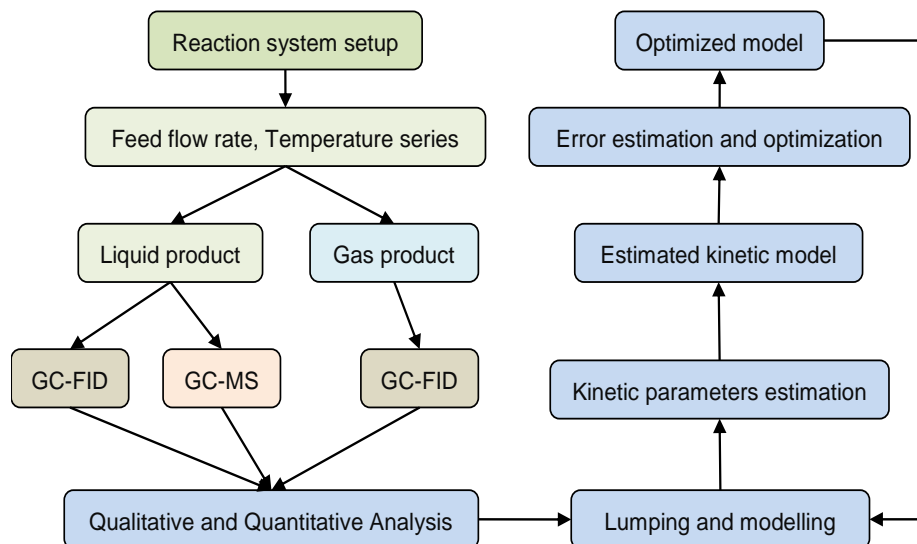 Reaction system setup
Feed flow rate, Temperature series
Liquid product
Gas product
GC-FID
GC-MS
GC-FID
Qualitative and Quantitative Analysis
Optimized model
Error estimation and optimization
Estimated kinetic model
Kinetic parameters estimation
Lumping and modelling